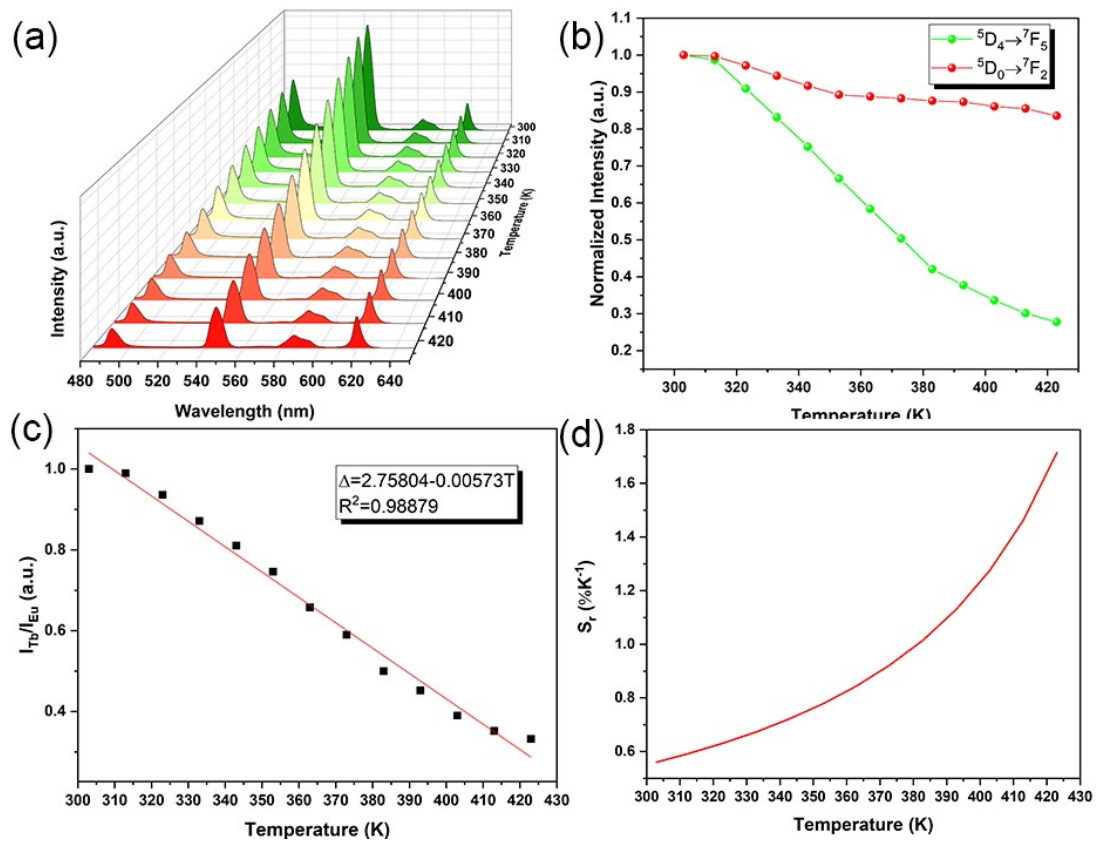 (a)
Intensity (a.u.)
480 500 520 540 560 580 600 620 640
Wavelength (nm)
300
310
320
330
340
350
360
370
380
390
400
410
420
Temperature (K)
(b)
1.1
1.0
0.9
0.8
0.7
0.6
0.5
0.4
0.3
0.2
Normalized Intensity (a.u.)
⁵D₄→⁷F₅
⁵D₀→⁷F₂
300 320 340 360 380 400 420
Temperature (K)
(c)
1.0
0.8
0.6
0.4
I_Tb/I_Eu (a.u.)
Δ=2.75804-0.00573T
R²=0.98879
300 310 320 330 340 350 360 370 380 390 400 410 420 430
Temperature (K)
(d)
1.8
1.6
1.4
1.2
1.0
0.8
0.6
Sᵣ (%K⁻¹)
300 310 320 330 340 350 360 370 380 390 400 410 420 430
Temperature (K)